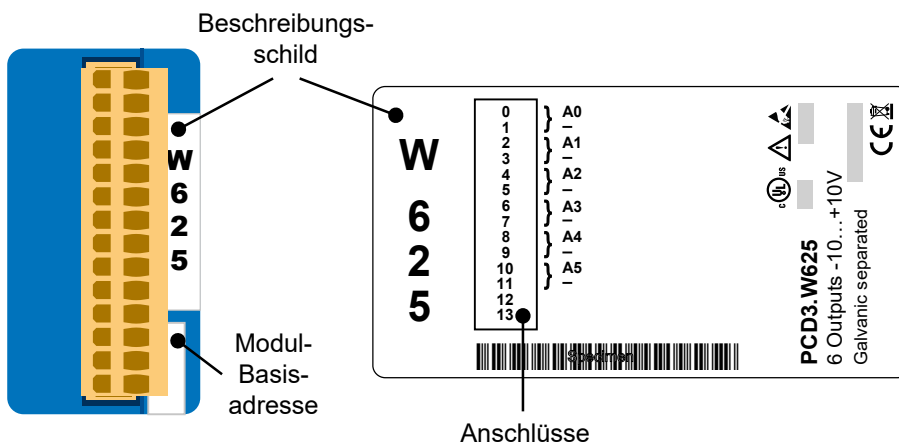 Beschreibungs-
schild
W
6
2
5
Modul-
Basis-
adresse
W
6
2
5
0 } A0
1 –
2 } A1
3 –
4 } A2
5 –
6 } A3
7 –
8 } A4
9 –
10 } A5
11 –
12
13
Specimen
Anschlüsse
c UL us
CE
PCD3.W625
6 Outputs -10…+10V
Galvanic separated